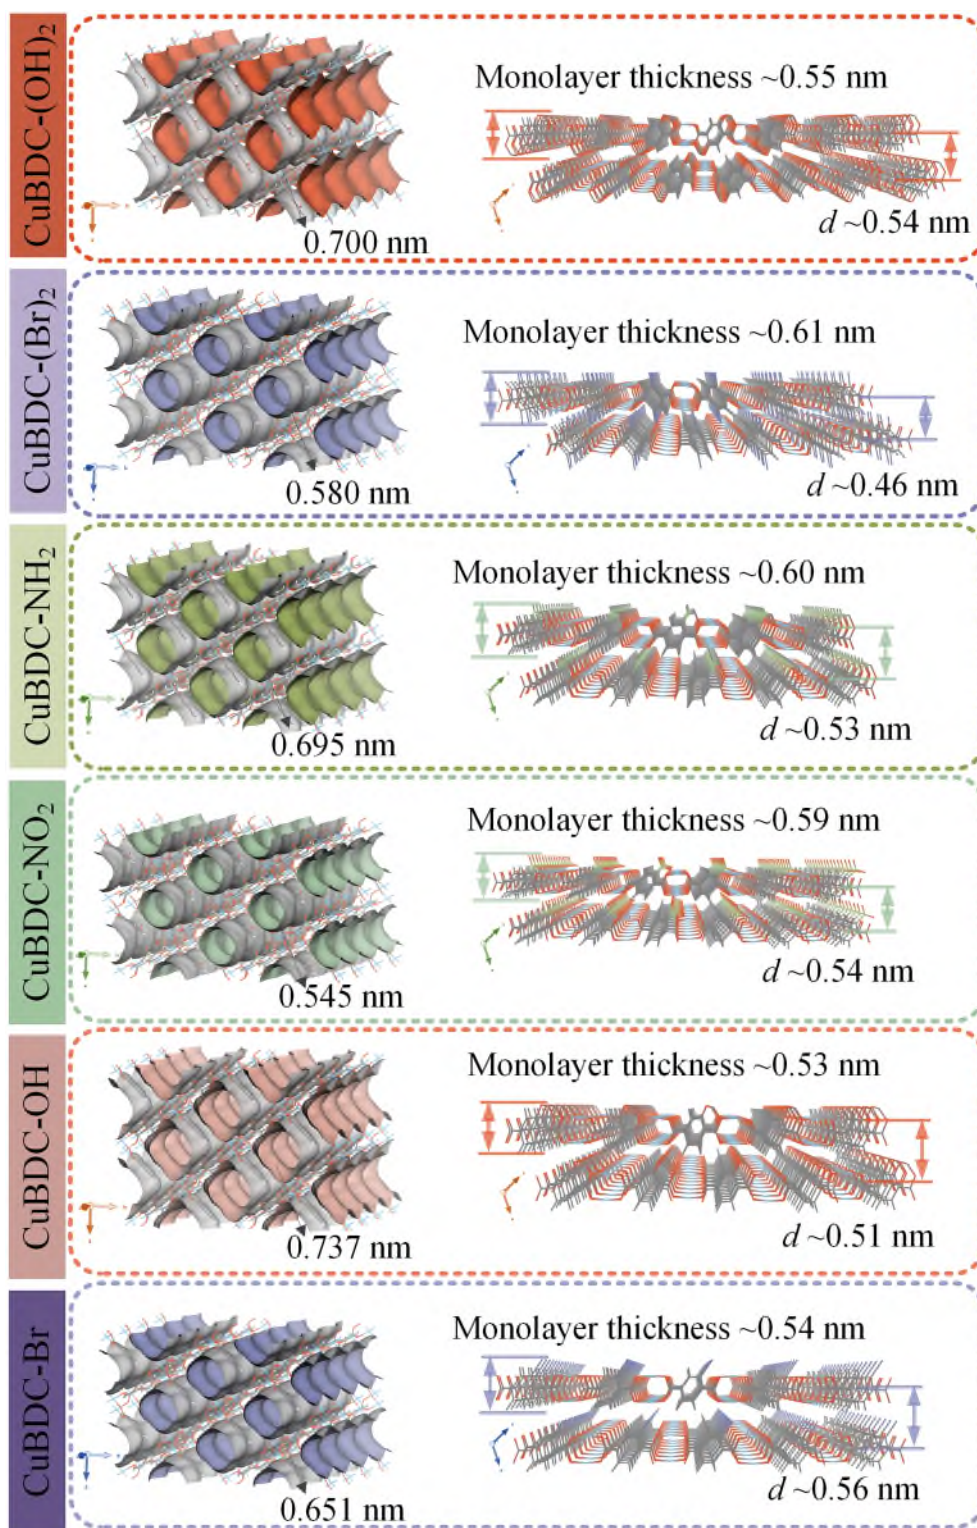 CuBDC-(OH)₂
Monolayer thickness ~0.55 nm
0.700 nm
d ~0.54 nm
CuBDC-(Br)₂
Monolayer thickness ~0.61 nm
0.580 nm
d ~0.46 nm
CuBDC-NH₂
Monolayer thickness ~0.60 nm
0.695 nm
d ~0.53 nm
CuBDC-NO₂
Monolayer thickness ~0.59 nm
0.545 nm
d ~0.54 nm
CuBDC-OH
Monolayer thickness ~0.53 nm
0.737 nm
d ~0.51 nm
CuBDC-Br
Monolayer thickness ~0.54 nm
0.651 nm
d ~0.56 nm